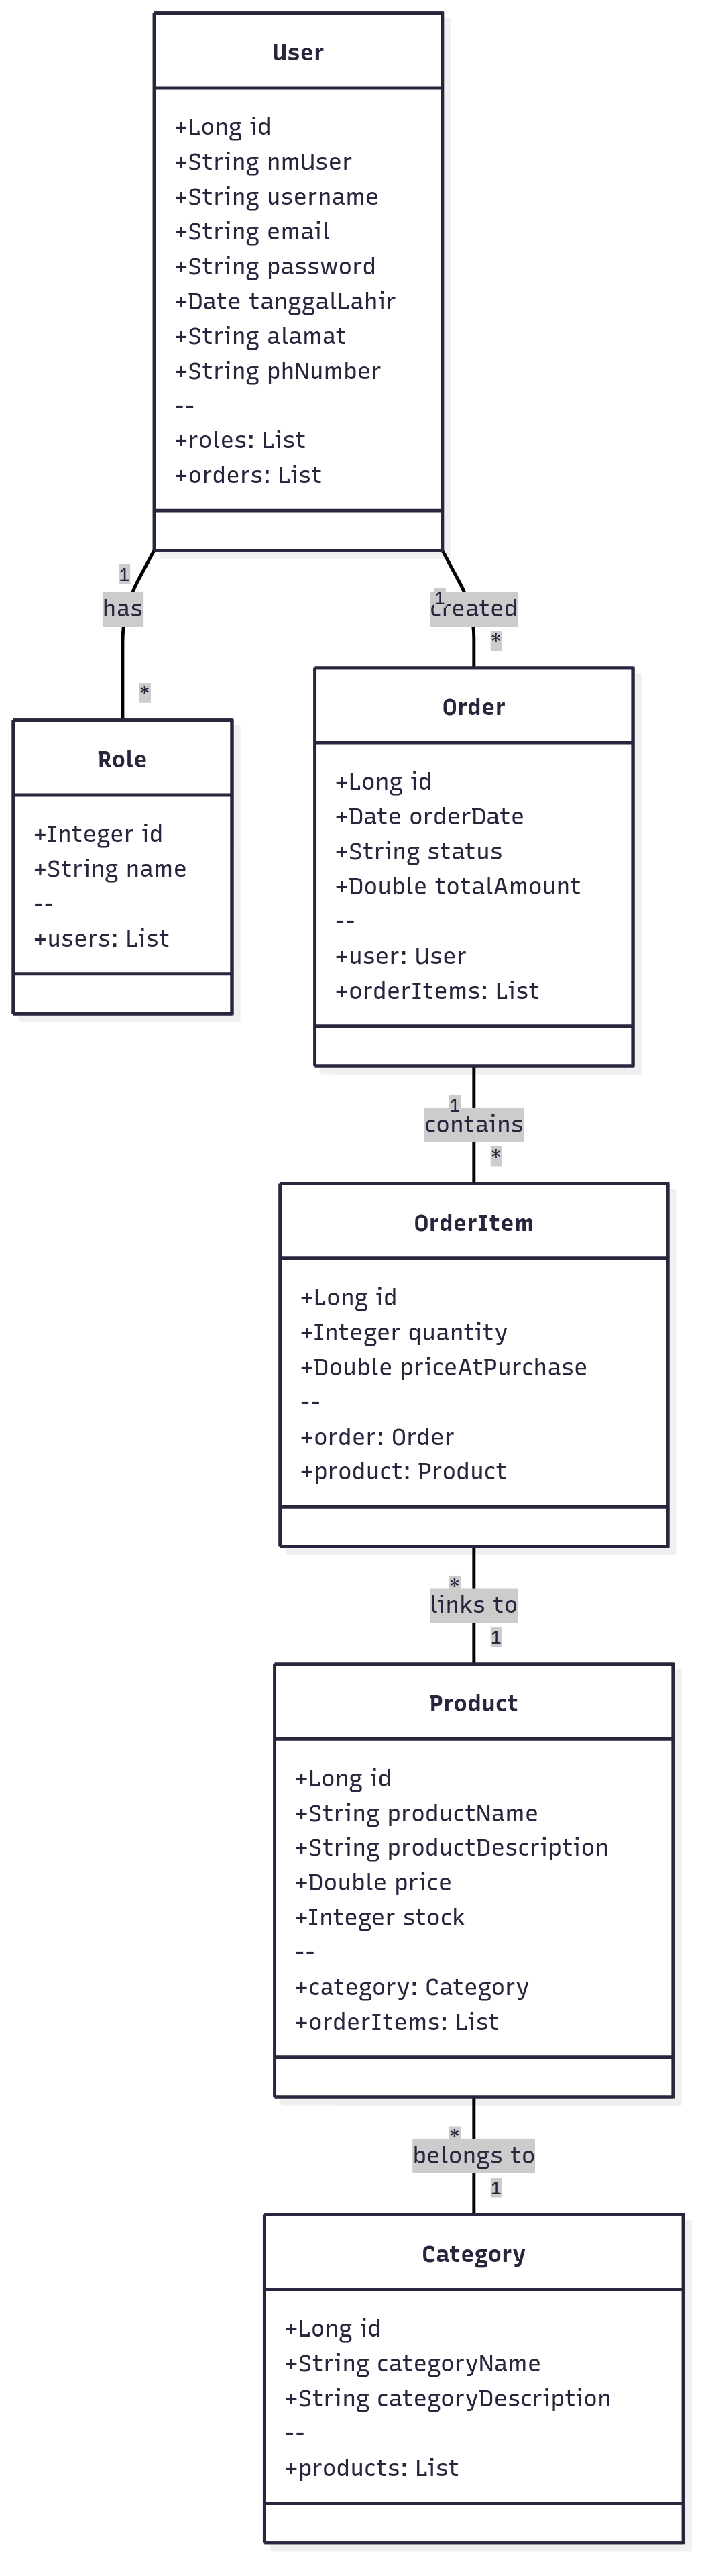 User
+Long id
+String nmUser
+String username
+String email
+String password
+Date tanggalLahir
+String alamat
+String phNumber
--
+roles: List
+orders: List
1
has
*
1
created
*
Role
+Integer id
+String name
--
+users: List
Order
+Long id
+Date orderDate
+String status
+Double totalAmount
--
+user: User
+orderItems: List
1
contains
*
OrderItem
+Long id
+Integer quantity
+Double priceAtPurchase
--
+order: Order
+product: Product
*
links to
1
Product
+Long id
+String productName
+String productDescription
+Double price
+Integer stock
--
+category: Category
+orderItems: List
*
belongs to
1
Category
+Long id
+String categoryName
+String categoryDescription
--
+products: List